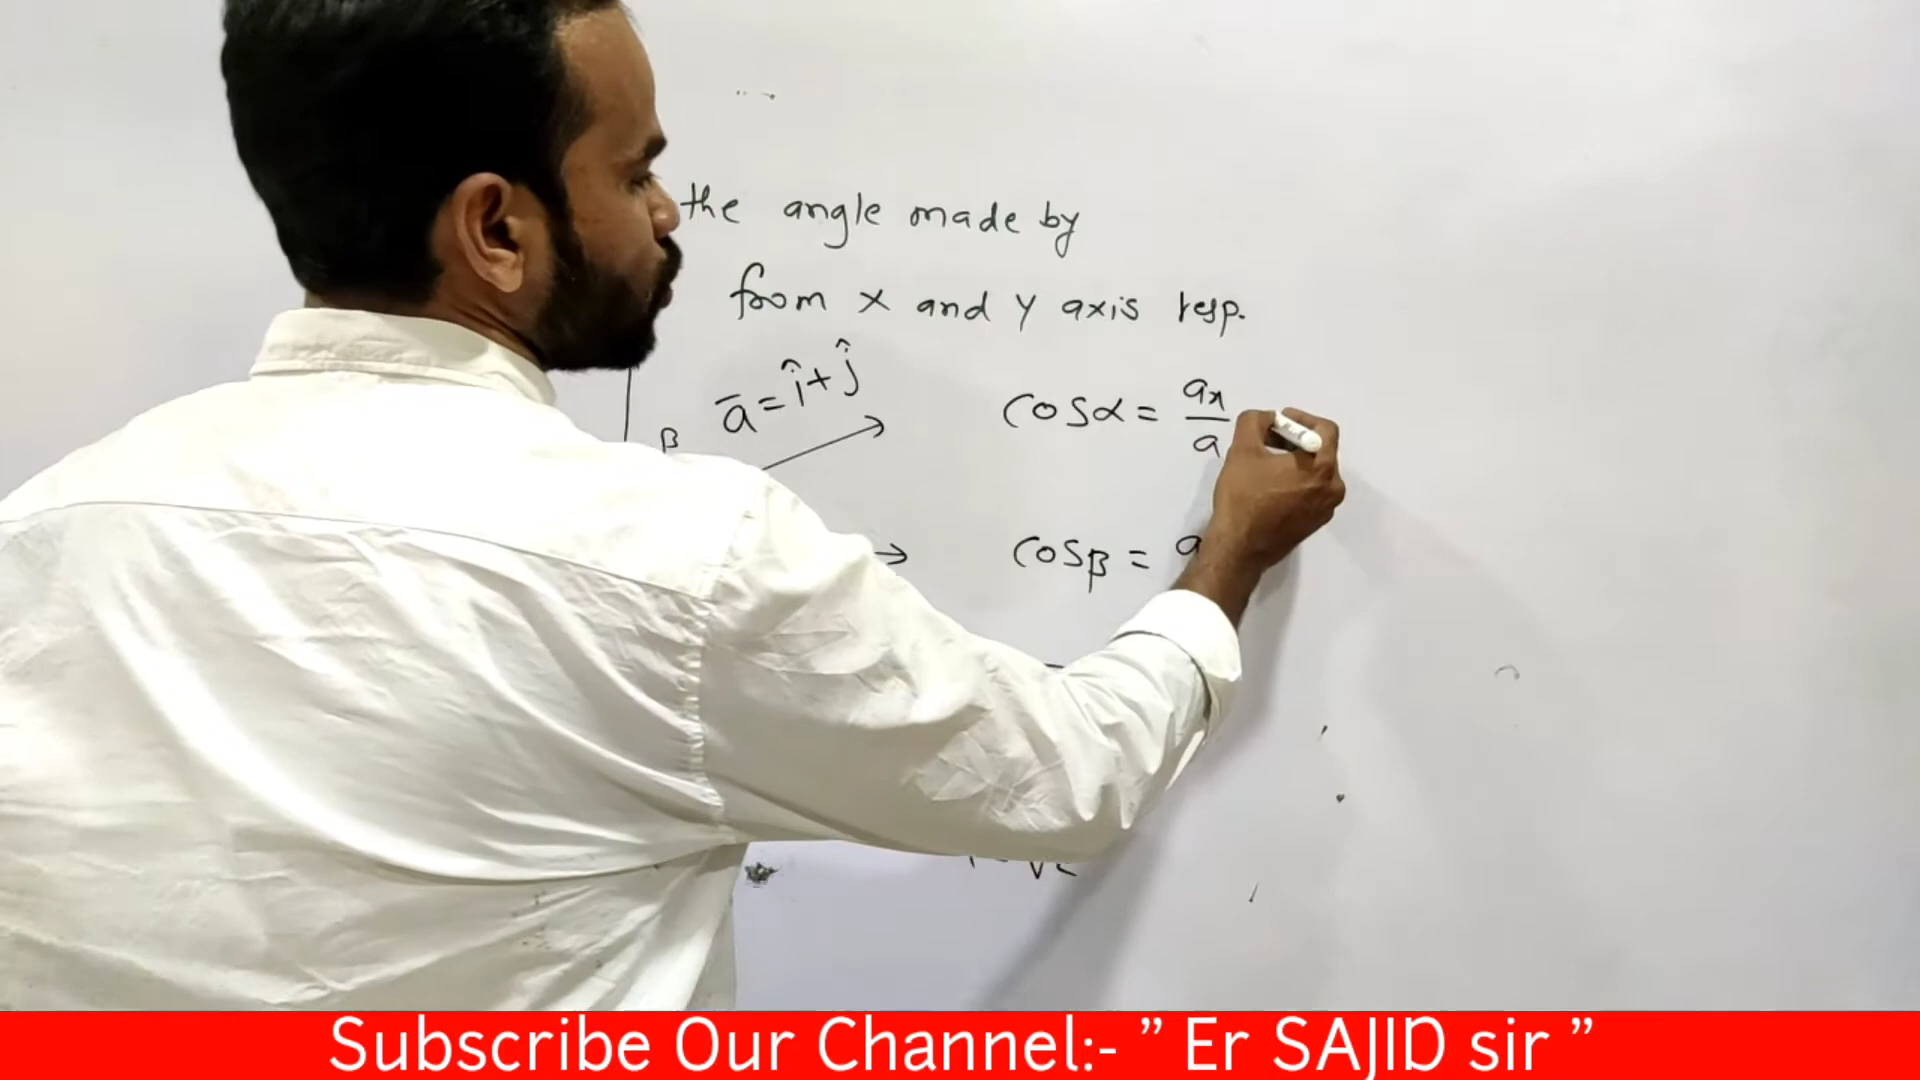 the angle made by
from x and y axis resp.
a̅ = î + ĵ
β
cosα = aₓ/a
cosβ = a
Subscribe Our Channel:- ” Er SAJID sir ”